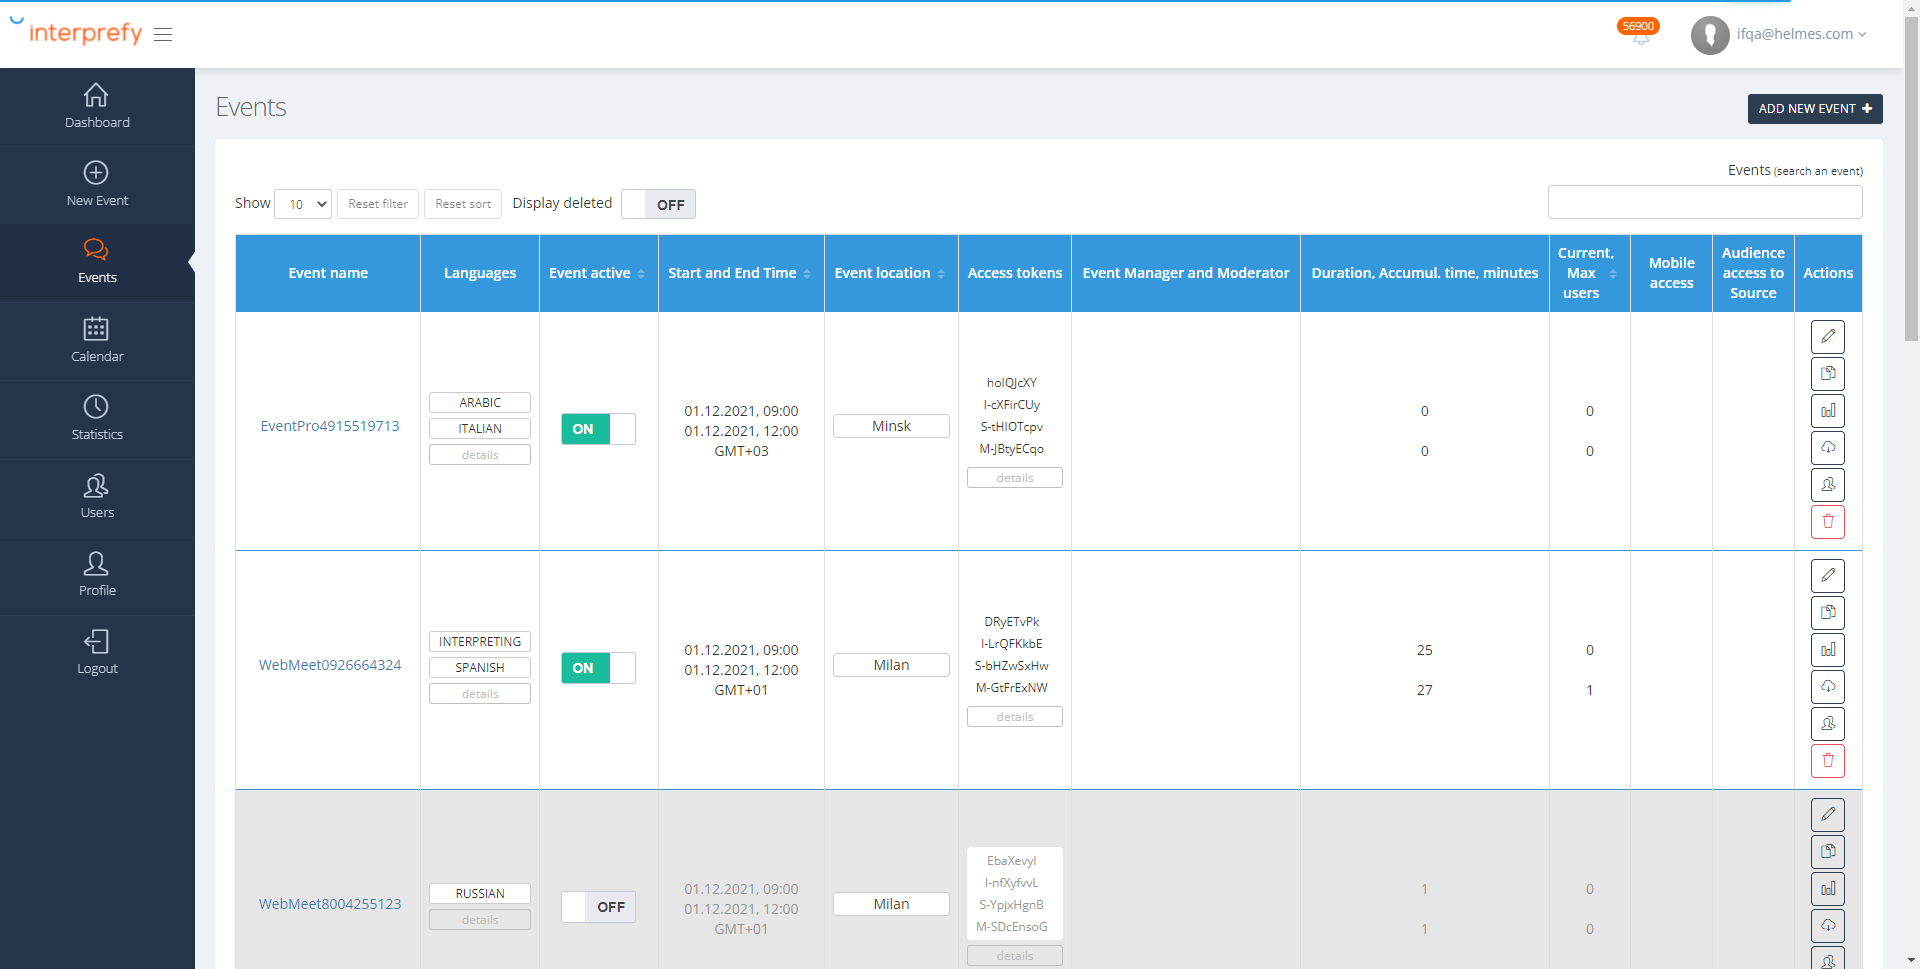 interprefy
56900
ifqa@helmes.com
Dashboard
New Event
Events
Calendar
Statistics
Users
Profile
Logout
Events
ADD NEW EVENT
Events (search an event)
Show 10 Reset filter Reset sort Display deleted OFF
Event name Languages Event active Start and End Time Event location Access tokens Event Manager and Moderator Duration, Accumul. time, minutes Current, Max users Mobile access Audience access to Source Actions
EventPro4915519713
ARABIC
ITALIAN
details
ON
01.12.2021, 09:00
01.12.2021, 12:00
GMT+03
Minsk
hoIQJcXY
I-cXFirCUy
S-tHIOTcpv
M-JBtyECqo
details
0
0
0
0
WebMeet0926664324
INTERPRETING
SPANISH
details
ON
01.12.2021, 09:00
01.12.2021, 12:00
GMT+01
Milan
DRyETvPk
I-LrQFKkbE
S-bHZwSxHw
M-GtFrExNW
details
25
27
0
1
WebMeet8004255123
RUSSIAN
details
OFF
01.12.2021, 09:00
01.12.2021, 12:00
GMT+01
Milan
EbaXevyI
I-nfXyfvvL
S-YpjxHgnB
M-SDcEnsoG
details
1
1
0
0